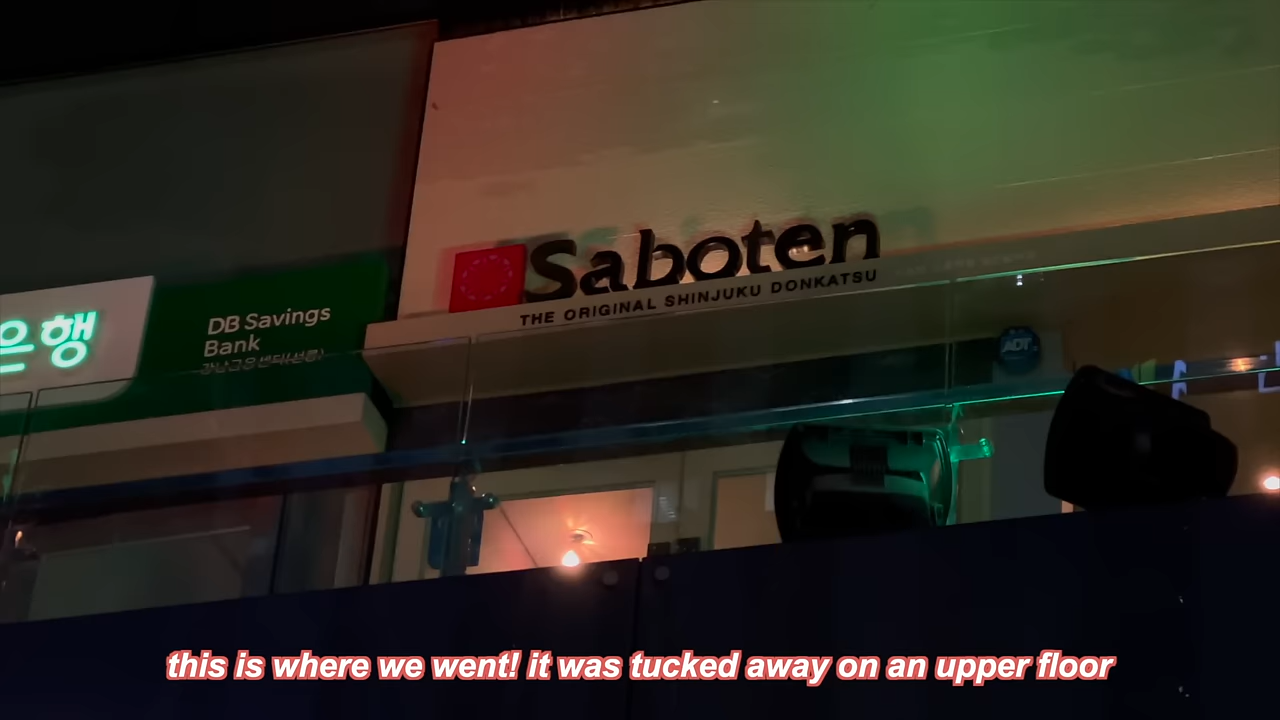 은행
DB Savings
Bank
Saboten
THE ORIGINAL SHINJUKU DONKATSU
ADT
this is where we went! it was tucked away on an upper floor